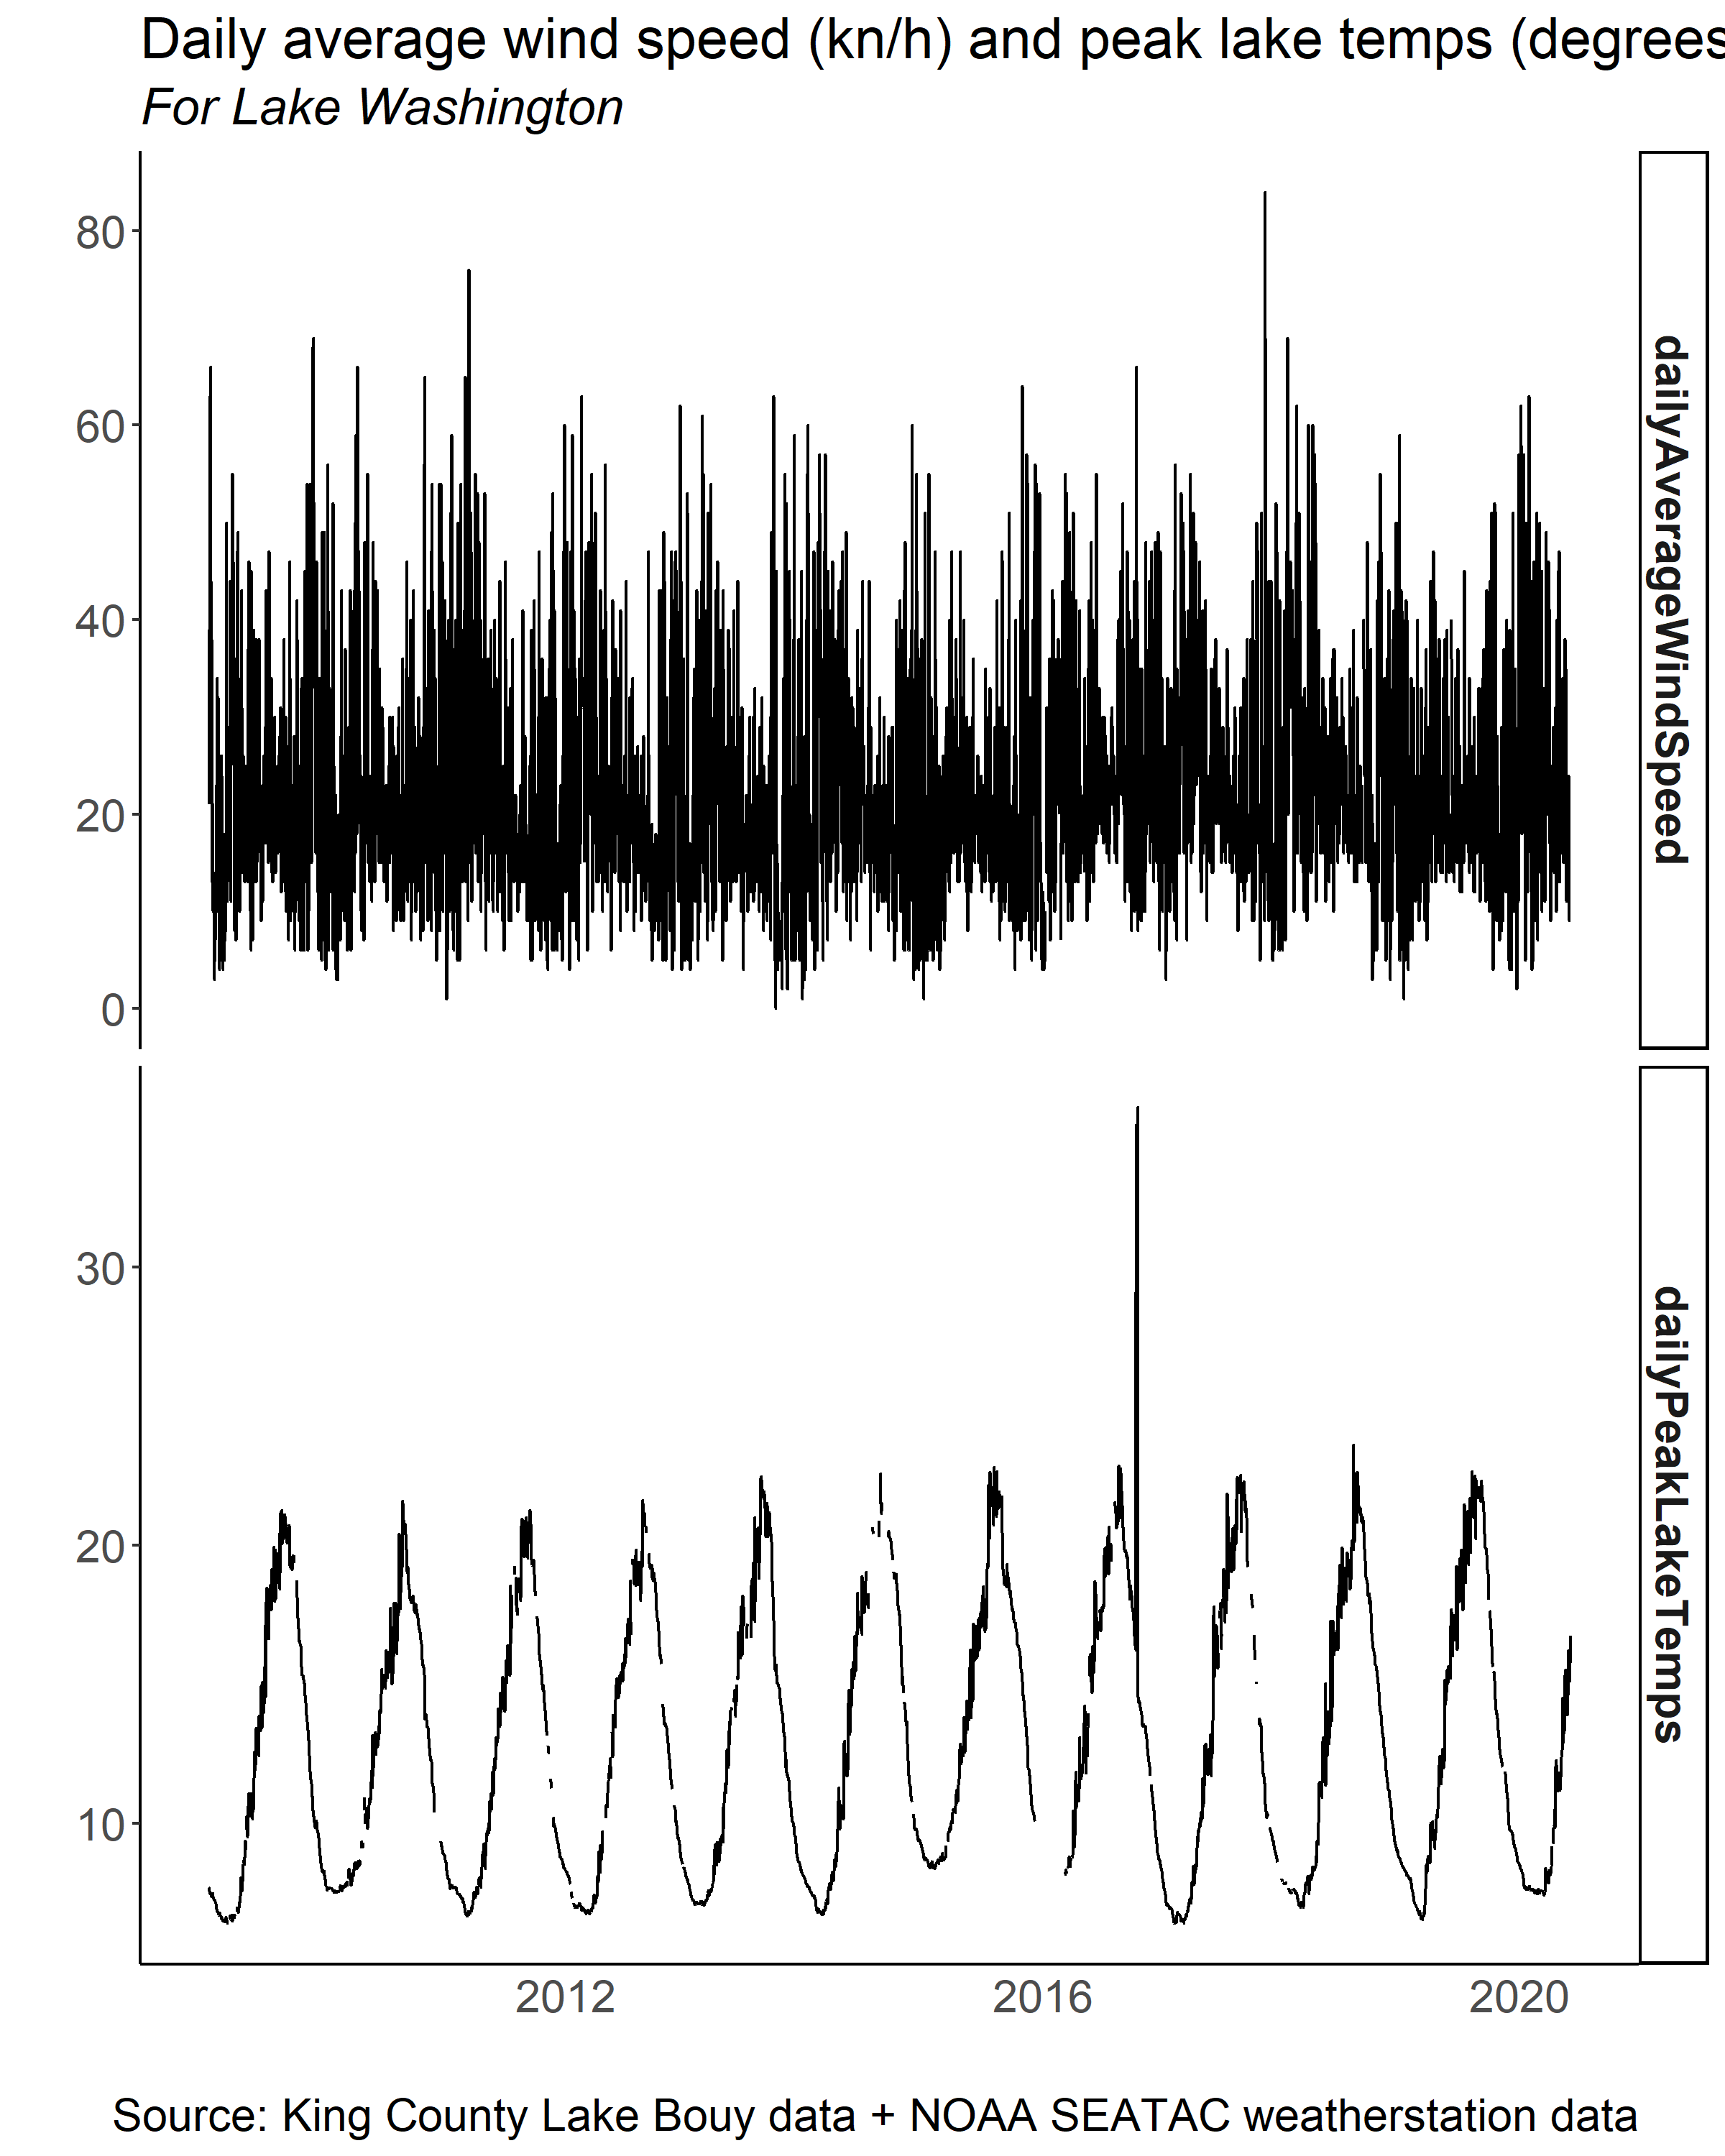 Daily average wind speed (kn/h) and peak lake temps (degrees
For Lake Washington
80
60
40
20
0
dailyAverageWindSpeed
30
20
10
dailyPeakLakeTemps
2012
2016
2020
Source: King County Lake Bouy data + NOAA SEATAC weatherstation data